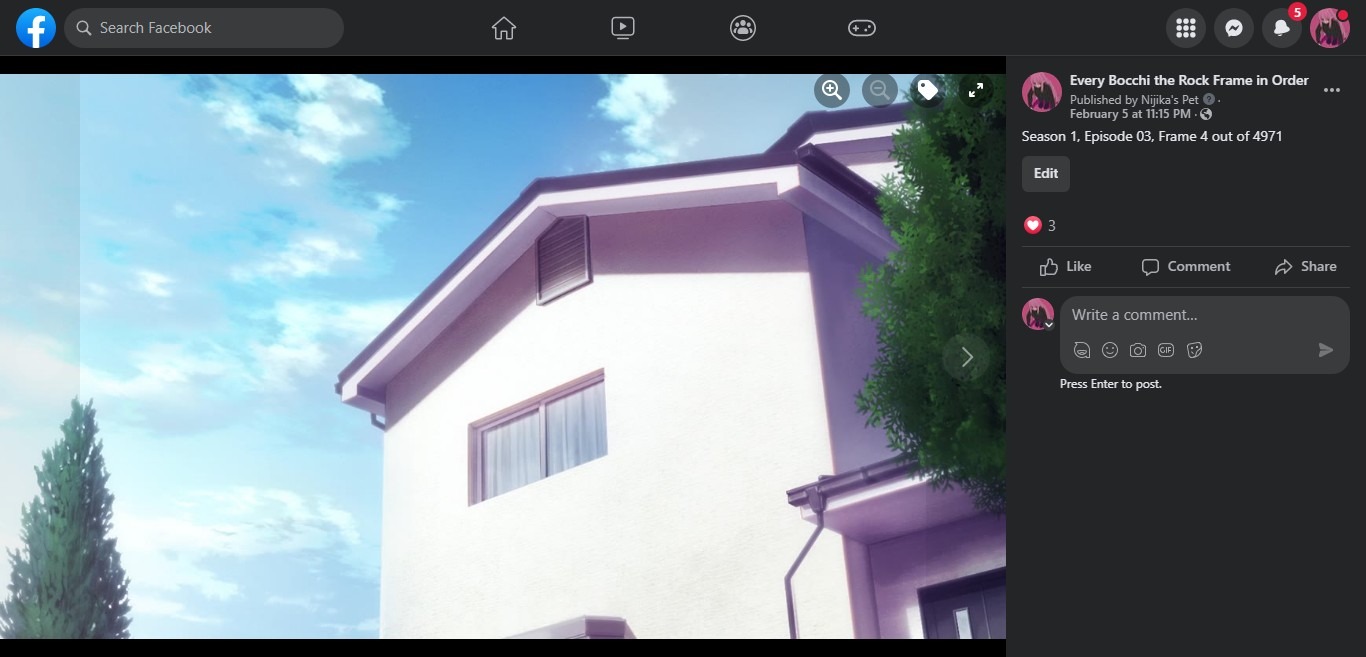 Search Facebook
5
Every Bocchi the Rock Frame in Order
Published by Nijika's Pet ? ·
February 5 at 11:15 PM ·
Season 1, Episode 03, Frame 4 out of 4971
Edit
3
Like Comment Share
Write a comment...
GIF
Press Enter to post.